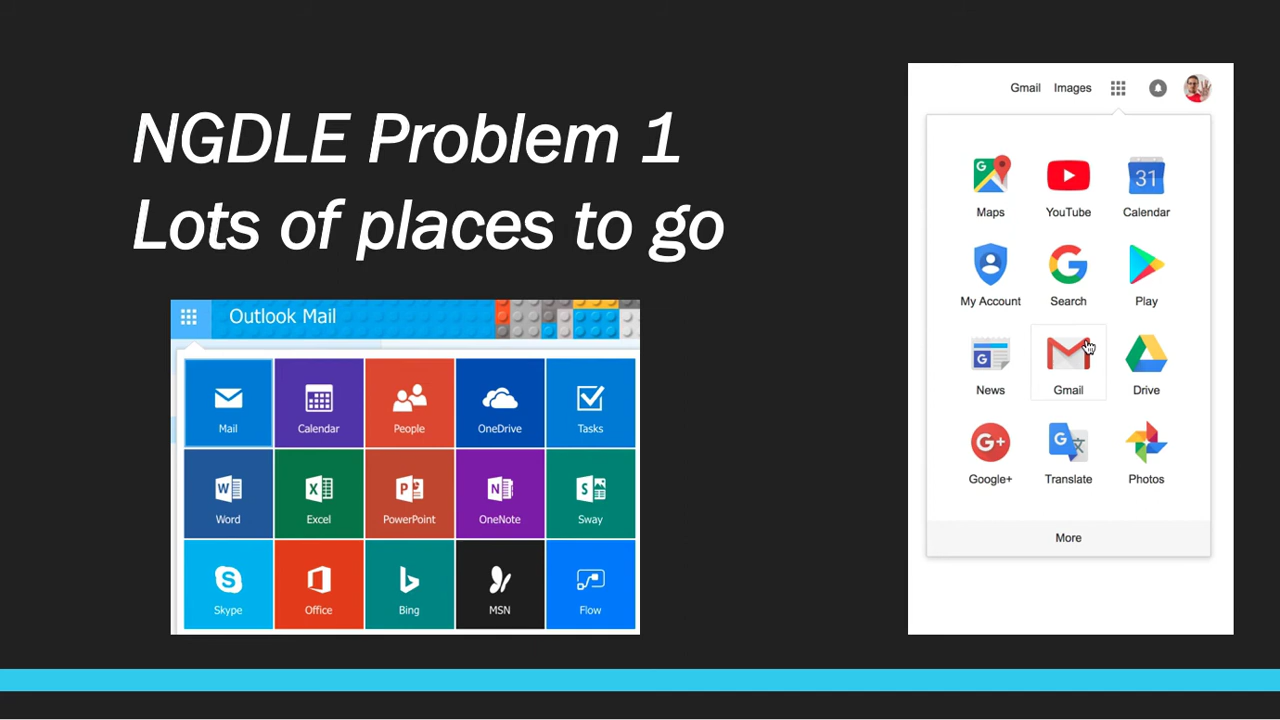 NGDLE Problem 1
Lots of places to go
Outlook Mail
Mail Calendar People OneDrive Tasks
Word Excel PowerPoint OneNote Sway
Skype Office Bing MSN Flow
Gmail Images
31
Maps YouTube Calendar
My Account Search Play
News Gmail Drive
G+
Google+ Translate Photos
More